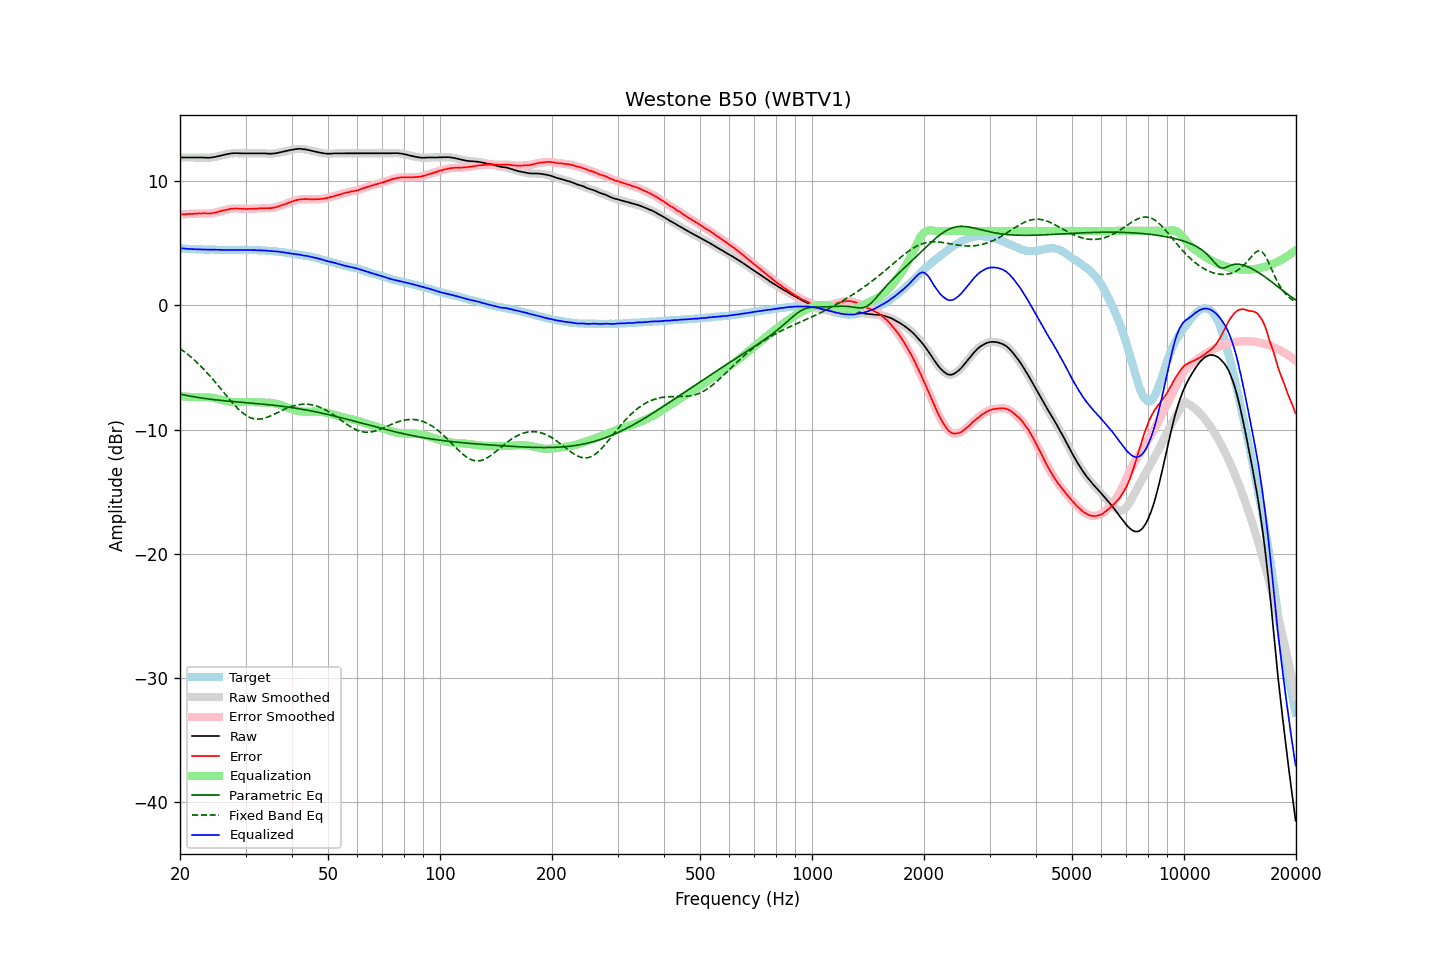 Westone B50 (WBTV1)
Amplitude (dBr)
10
0
−10
−20
−30
−40
Target
Raw Smoothed
Error Smoothed
Raw
Error
Equalization
Parametric Eq
Fixed Band Eq
Equalized
20 50 100 200 500 1000 2000 5000 10000 20000
Frequency (Hz)